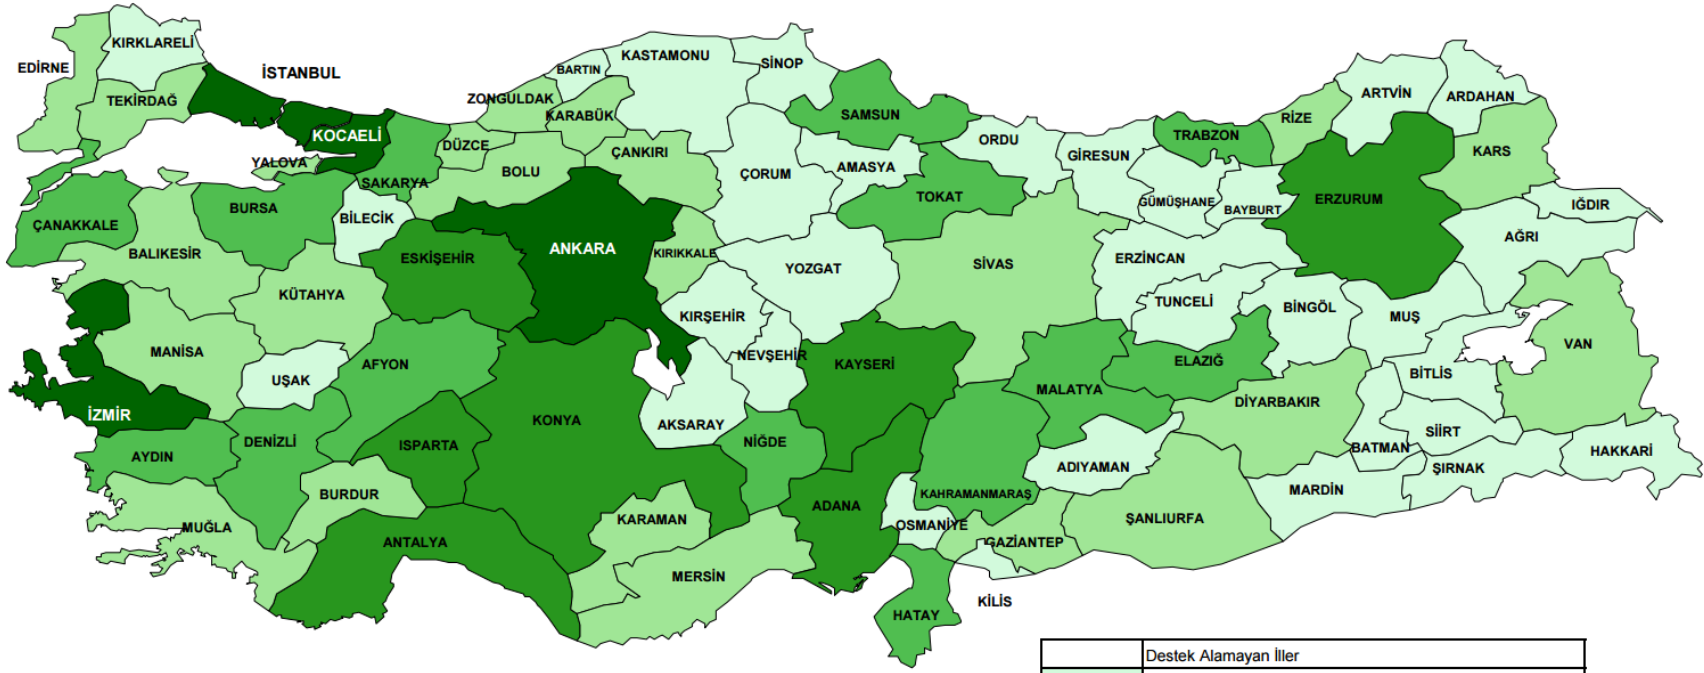 KIRKLARELİ
EDİRNE
TEKİRDAĞ
İSTANBUL
KOCAELİ
YALOVA
SAKARYA
DÜZCE
ZONGULDAK
BARTIN
KARABÜK
KASTAMONU
SİNOP
SAMSUN
ORDU
GİRESUN
TRABZON
RİZE
ARTVİN
ARDAHAN
KARS
IĞDIR
AĞRI
ERZURUM
BAYBURT
GÜMÜŞHANE
TOKAT
AMASYA
ÇORUM
ÇANKIRI
BOLU
BİLECİK
BURSA
ÇANAKKALE
BALIKESİR
KÜTAHYA
ESKİŞEHİR
ANKARA
KIRIKKALE
YOZGAT
SİVAS
ERZİNCAN
TUNCELİ
BİNGÖL
MUŞ
VAN
BİTLİS
ELAZIĞ
MALATYA
KAYSERİ
NEVŞEHİR
KIRŞEHİR
AFYON
UŞAK
MANİSA
İZMİR
AYDIN
DENİZLİ
ISPARTA
KONYA
AKSARAY
NİĞDE
KAHRAMANMARAŞ
ADIYAMAN
DİYARBAKIR
BATMAN
SİİRT
ŞIRNAK
HAKKARİ
MARDİN
ŞANLIURFA
GAZİANTEP
OSMANİYE
ADANA
KARAMAN
MERSİN
ANTALYA
BURDUR
MUĞLA
HATAY
KİLİS
Destek Alamayan İller